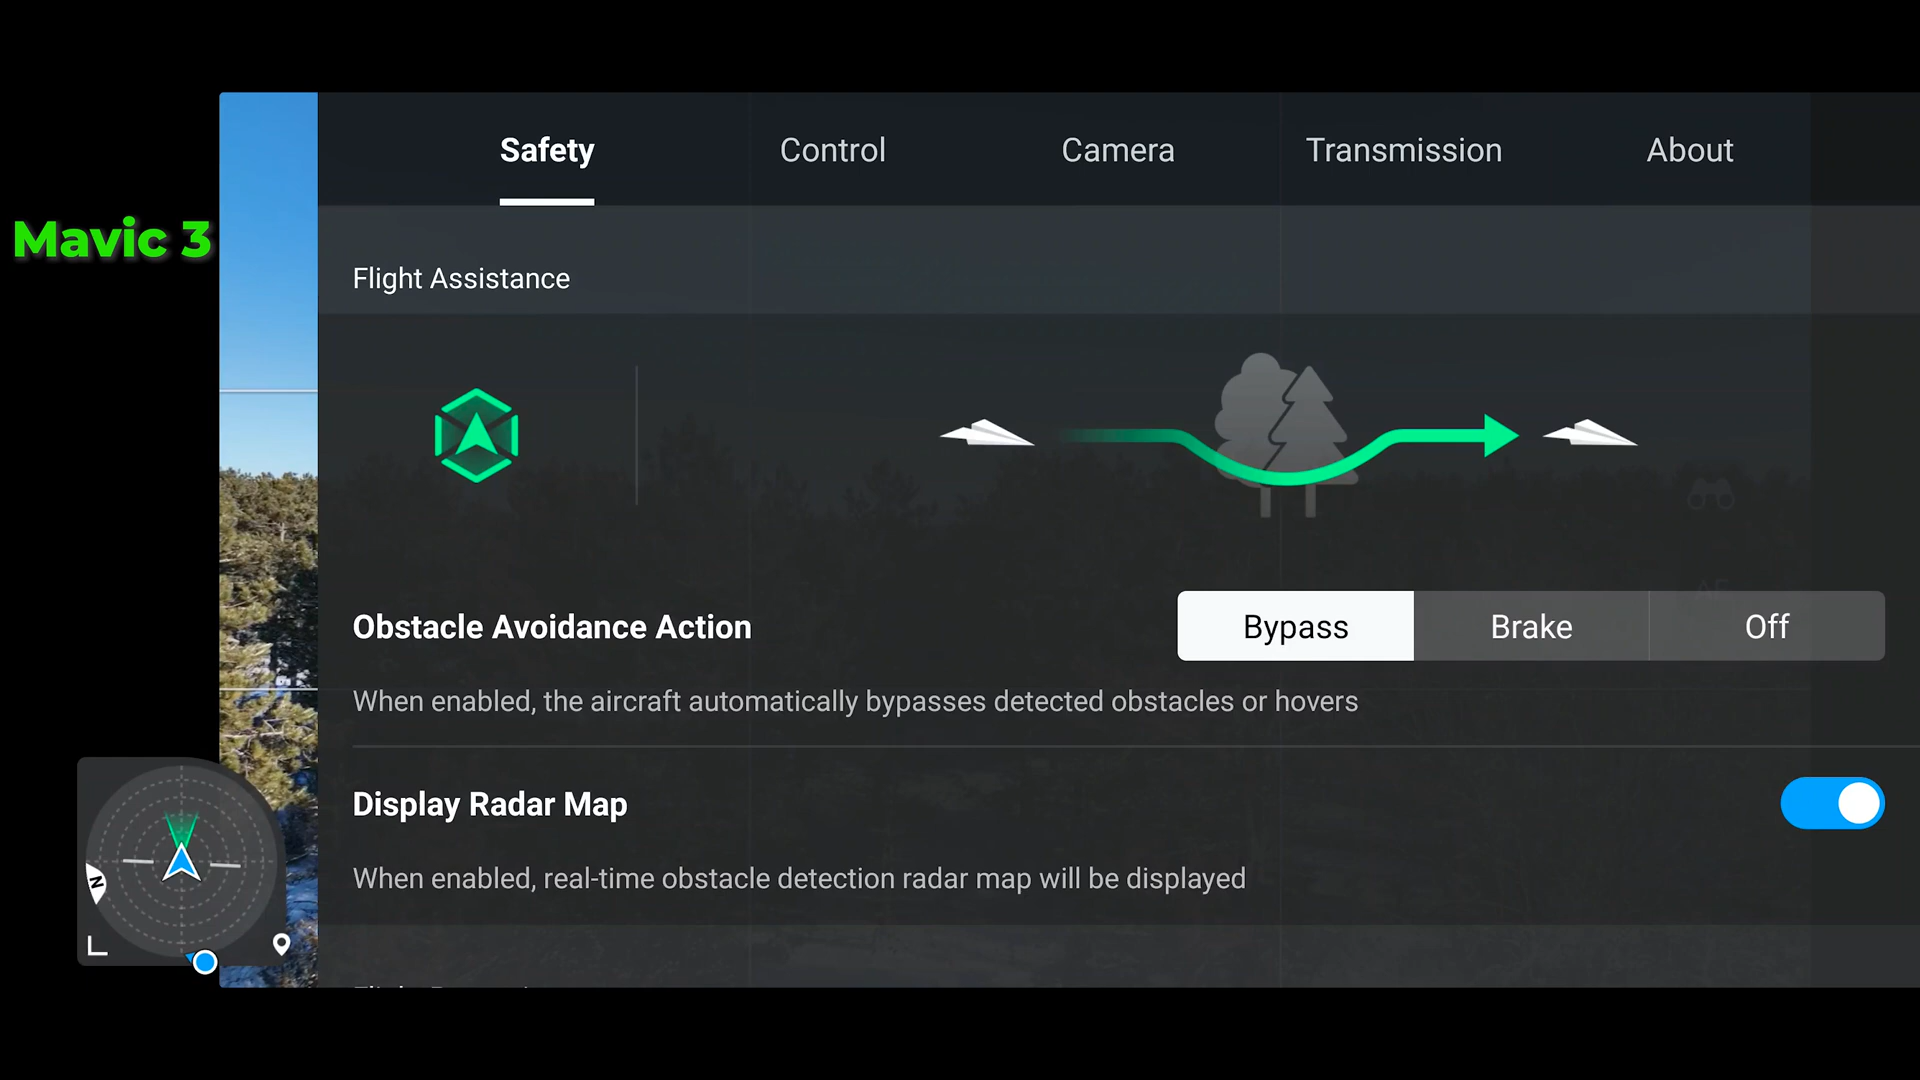 Safety Control Camera Transmission About
Mavic 3
Flight Assistance
Obstacle Avoidance Action Bypass Brake Off
When enabled, the aircraft automatically bypasses detected obstacles or hovers
Display Radar Map
When enabled, real-time obstacle detection radar map will be displayed
N
AF